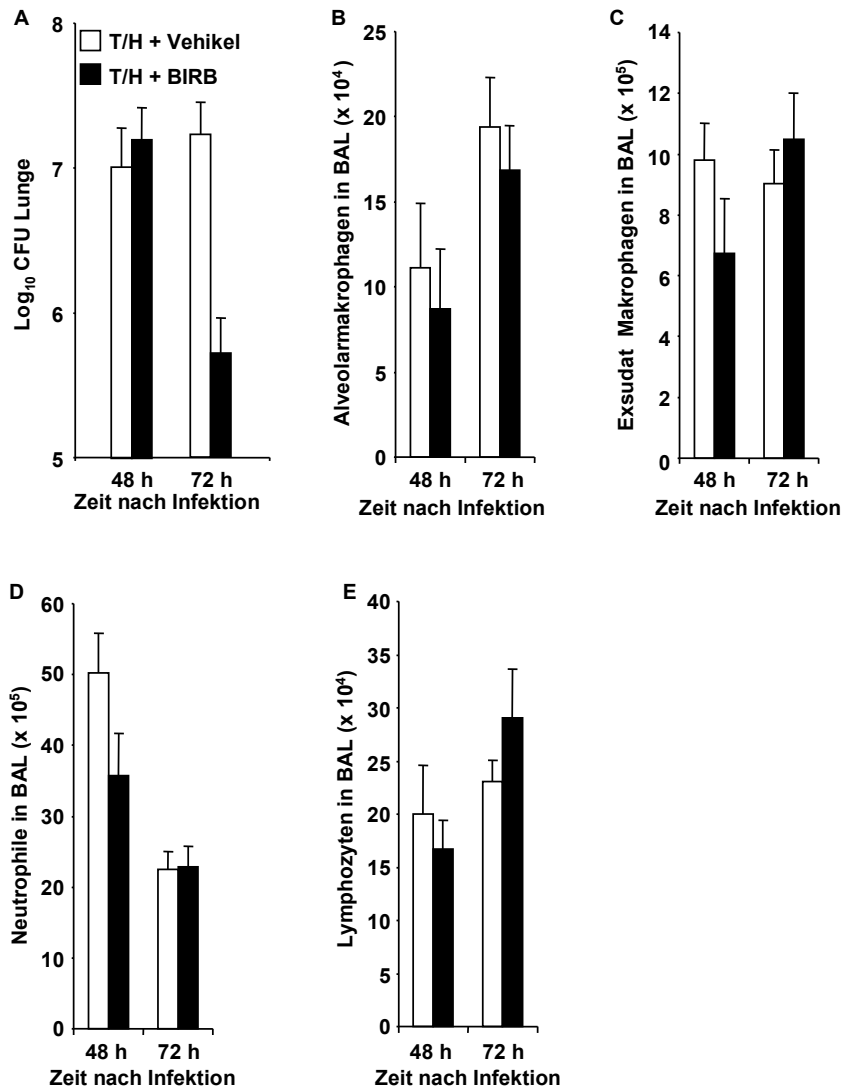 A
8
7
6
5
Log₁₀ CFU Lunge
T/H + Vehikel
T/H + BIRB
48 h 72 h
Zeit nach Infektion
B
25
20
15
10
5
0
Alveolarmakrophagen in BAL (x 10⁴)
48 h 72 h
Zeit nach Infektion
C
14
12
10
8
6
4
2
0
Exsudat Makrophagen in BAL (x 10⁵)
48 h 72 h
Zeit nach Infektion
D
60
50
40
30
20
10
0
Neutrophile in BAL (x 10⁵)
48 h 72 h
Zeit nach Infektion
E
40
35
30
25
20
15
10
5
0
Lymphozyten in BAL (x 10⁴)
48 h 72 h
Zeit nach Infektion